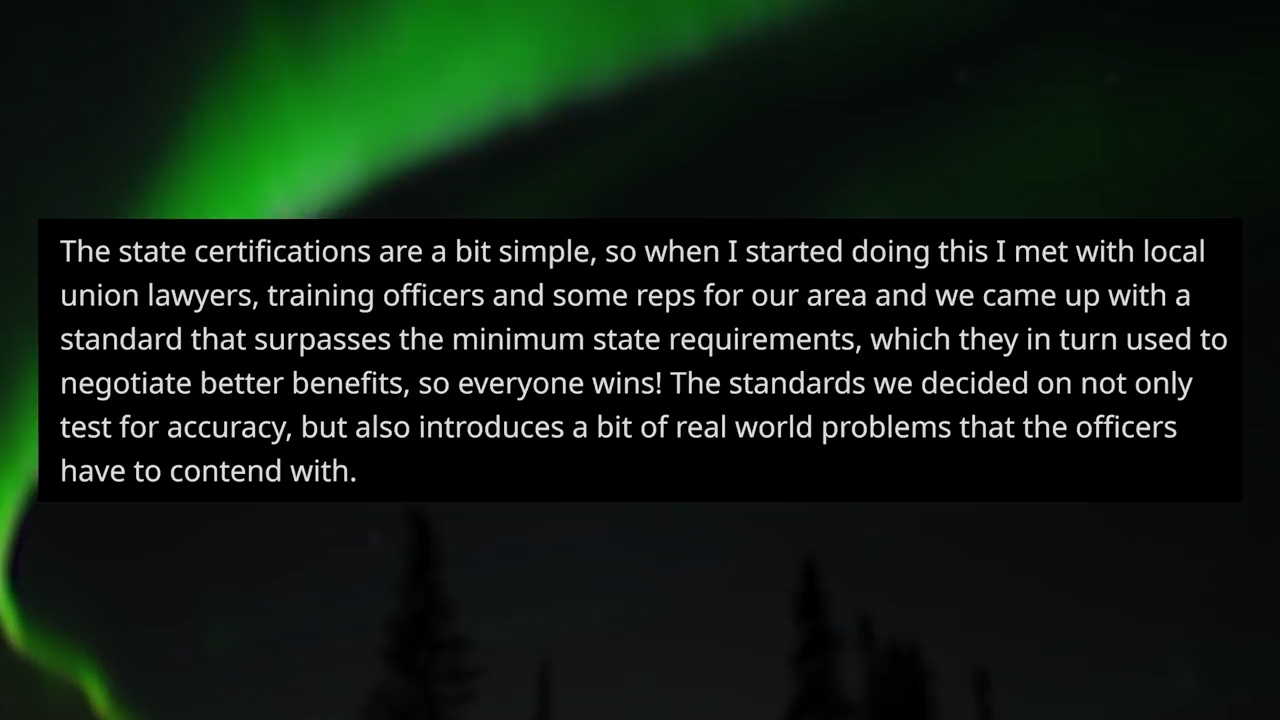 The state certifications are a bit simple, so when I started doing this I met with local
union lawyers, training officers and some reps for our area and we came up with a
standard that surpasses the minimum state requirements, which they in turn used to
negotiate better benefits, so everyone wins! The standards we decided on not only
test for accuracy, but also introduces a bit of real world problems that the officers
have to contend with.